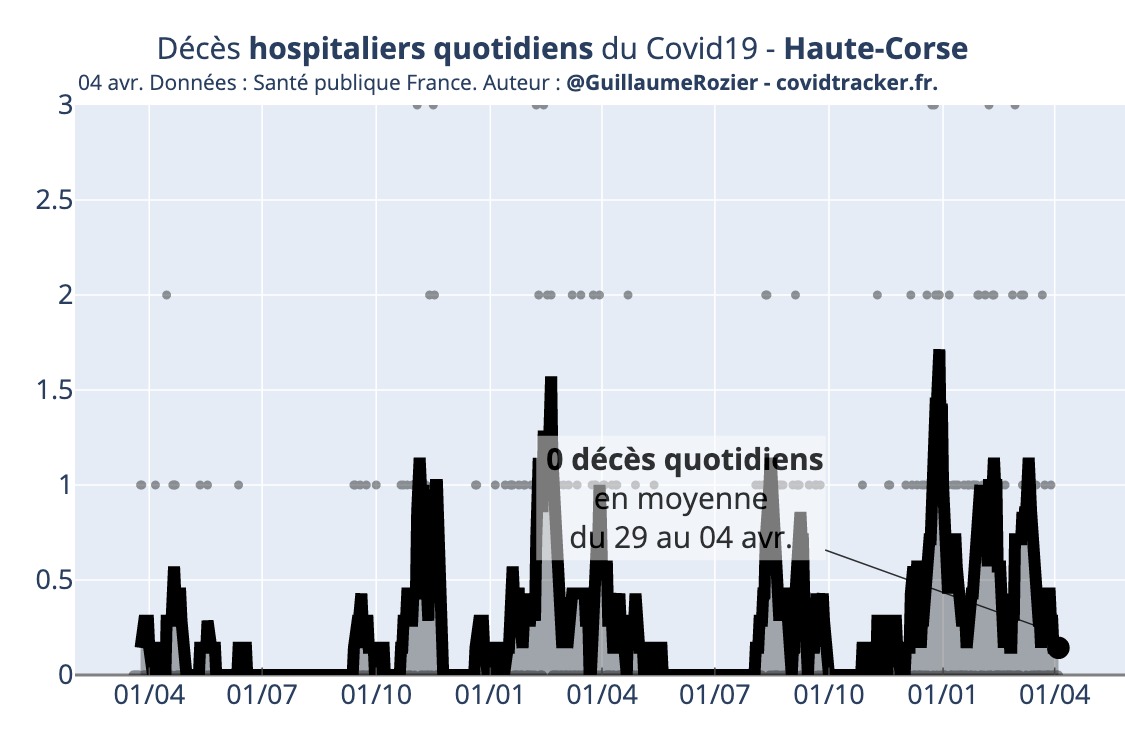 Décès hospitaliers quotidiens du Covid19 - Haute-Corse
04 avr. Données : Santé publique France. Auteur : @GuillaumeRozier - covidtracker.fr.
3
2.5
2
1.5
1
0.5
0
0 décès quotidiens
en moyenne
du 29 au 04 avr.
01/04 01/07 01/10 01/01 01/04 01/07 01/10 01/01 01/04